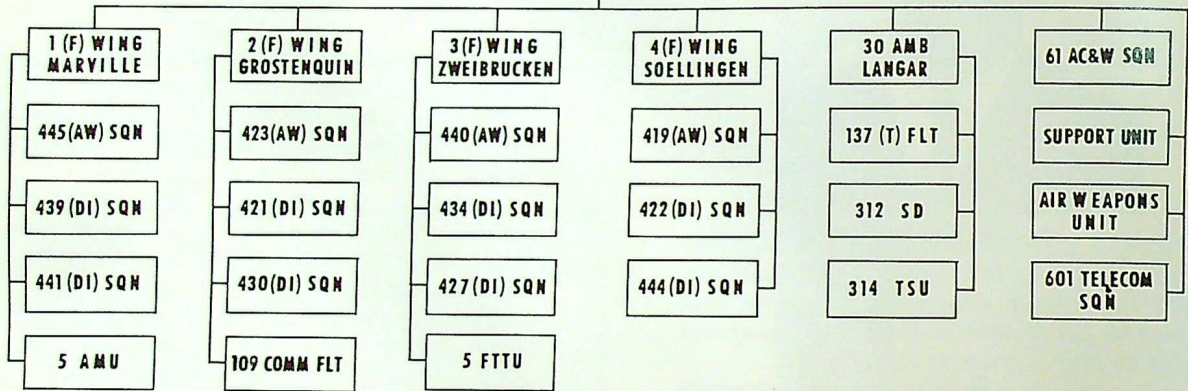 1 (F) WING
MARVILLE
445(AW) SQN
439(DI) SQN
441(DI) SQN
5 AMU
2 (F) WING
GROSTENQUIN
423(AW) SQN
421(DI) SQN
430(DI) SQN
109 COMM FLT
3 (F) WING
ZWEIBRUCKEN
440(AW) SQN
434(DI) SQN
427(DI) SQN
5 FTTU
4 (F) WING
SOELLINGEN
419(AW) SQN
422(DI) SQN
444(DI) SQN
30 AMB
LANGAR
137 (T) FLT
312 SD
314 TSU
61 AC&W SQN
SUPPORT UNIT
AIR WEAPONS
UNIT
601 TELECOM
SQN